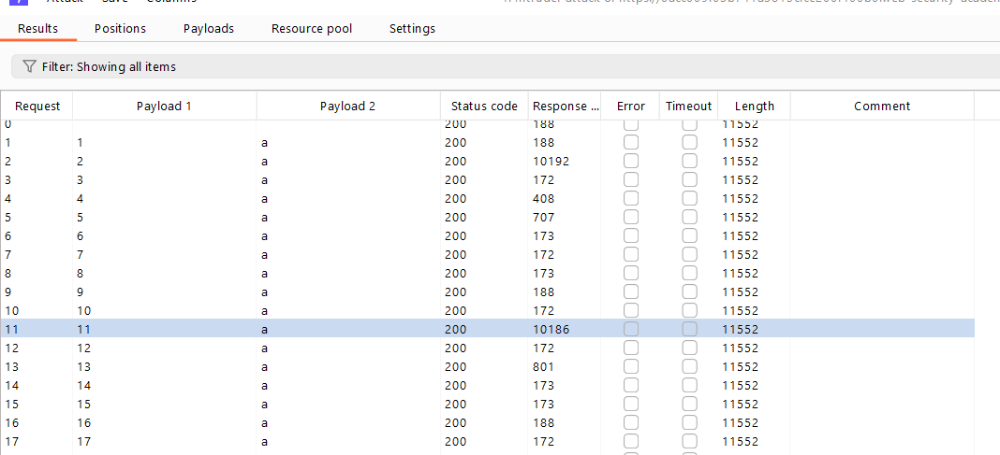 Attack Save Columns
Results Positions Payloads Resource pool Settings
Filter: Showing all items
Request Payload 1 Payload 2 Status code Response ... Error Timeout Length Comment
0 200 188 11552
1 1 a 200 188 11552
2 2 a 200 10192 11552
3 3 a 200 172 11552
4 4 a 200 408 11552
5 5 a 200 707 11552
6 6 a 200 173 11552
7 7 a 200 172 11552
8 8 a 200 173 11552
9 9 a 200 188 11552
10 10 a 200 172 11552
11 11 a 200 10186 11552
12 12 a 200 172 11552
13 13 a 200 801 11552
14 14 a 200 173 11552
15 15 a 200 173 11552
16 16 a 200 188 11552
17 17 a 200 172 11552